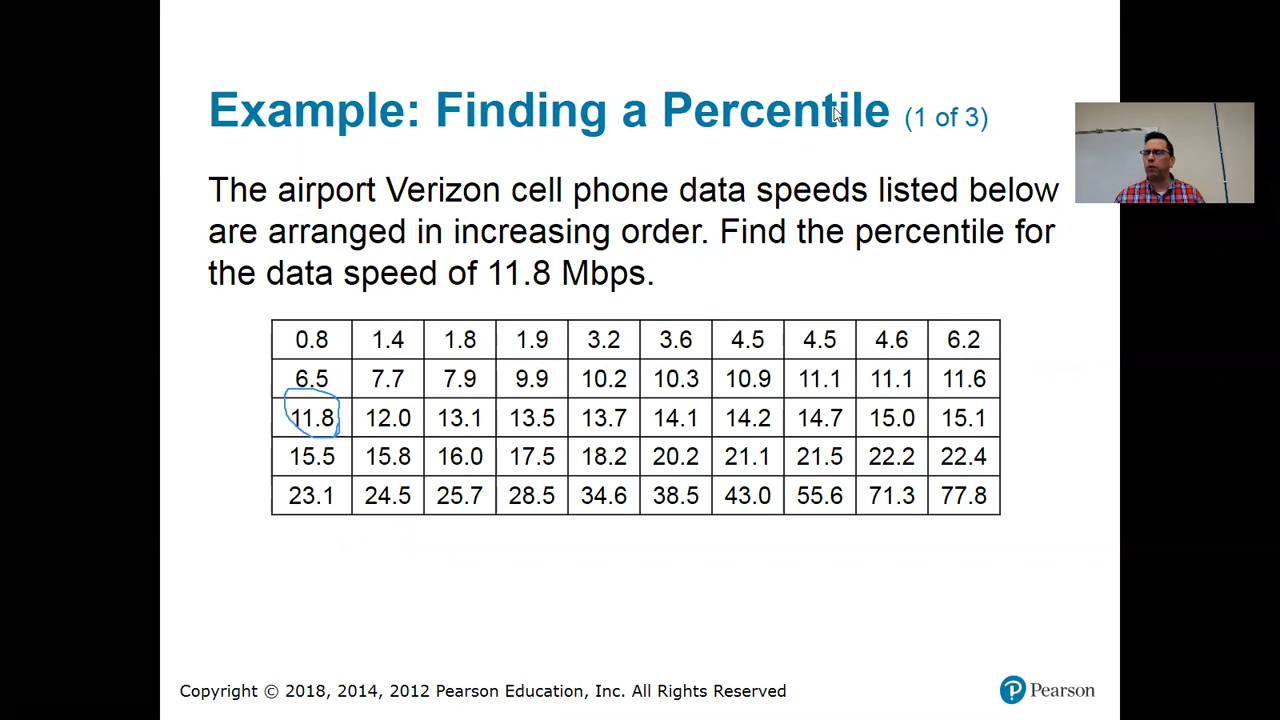 Example: Finding a Percentile (1 of 3)
The airport Verizon cell phone data speeds listed below
are arranged in increasing order. Find the percentile for
the data speed of 11.8 Mbps.
0.8 1.4 1.8 1.9 3.2 3.6 4.5 4.5 4.6 6.2
6.5 7.7 7.9 9.9 10.2 10.3 10.9 11.1 11.1 11.6
11.8 12.0 13.1 13.5 13.7 14.1 14.2 14.7 15.0 15.1
15.5 15.8 16.0 17.5 18.2 20.2 21.1 21.5 22.2 22.4
23.1 24.5 25.7 28.5 34.6 38.5 43.0 55.6 71.3 77.8
Copyright © 2018, 2014, 2012 Pearson Education, Inc. All Rights Reserved
P Pearson